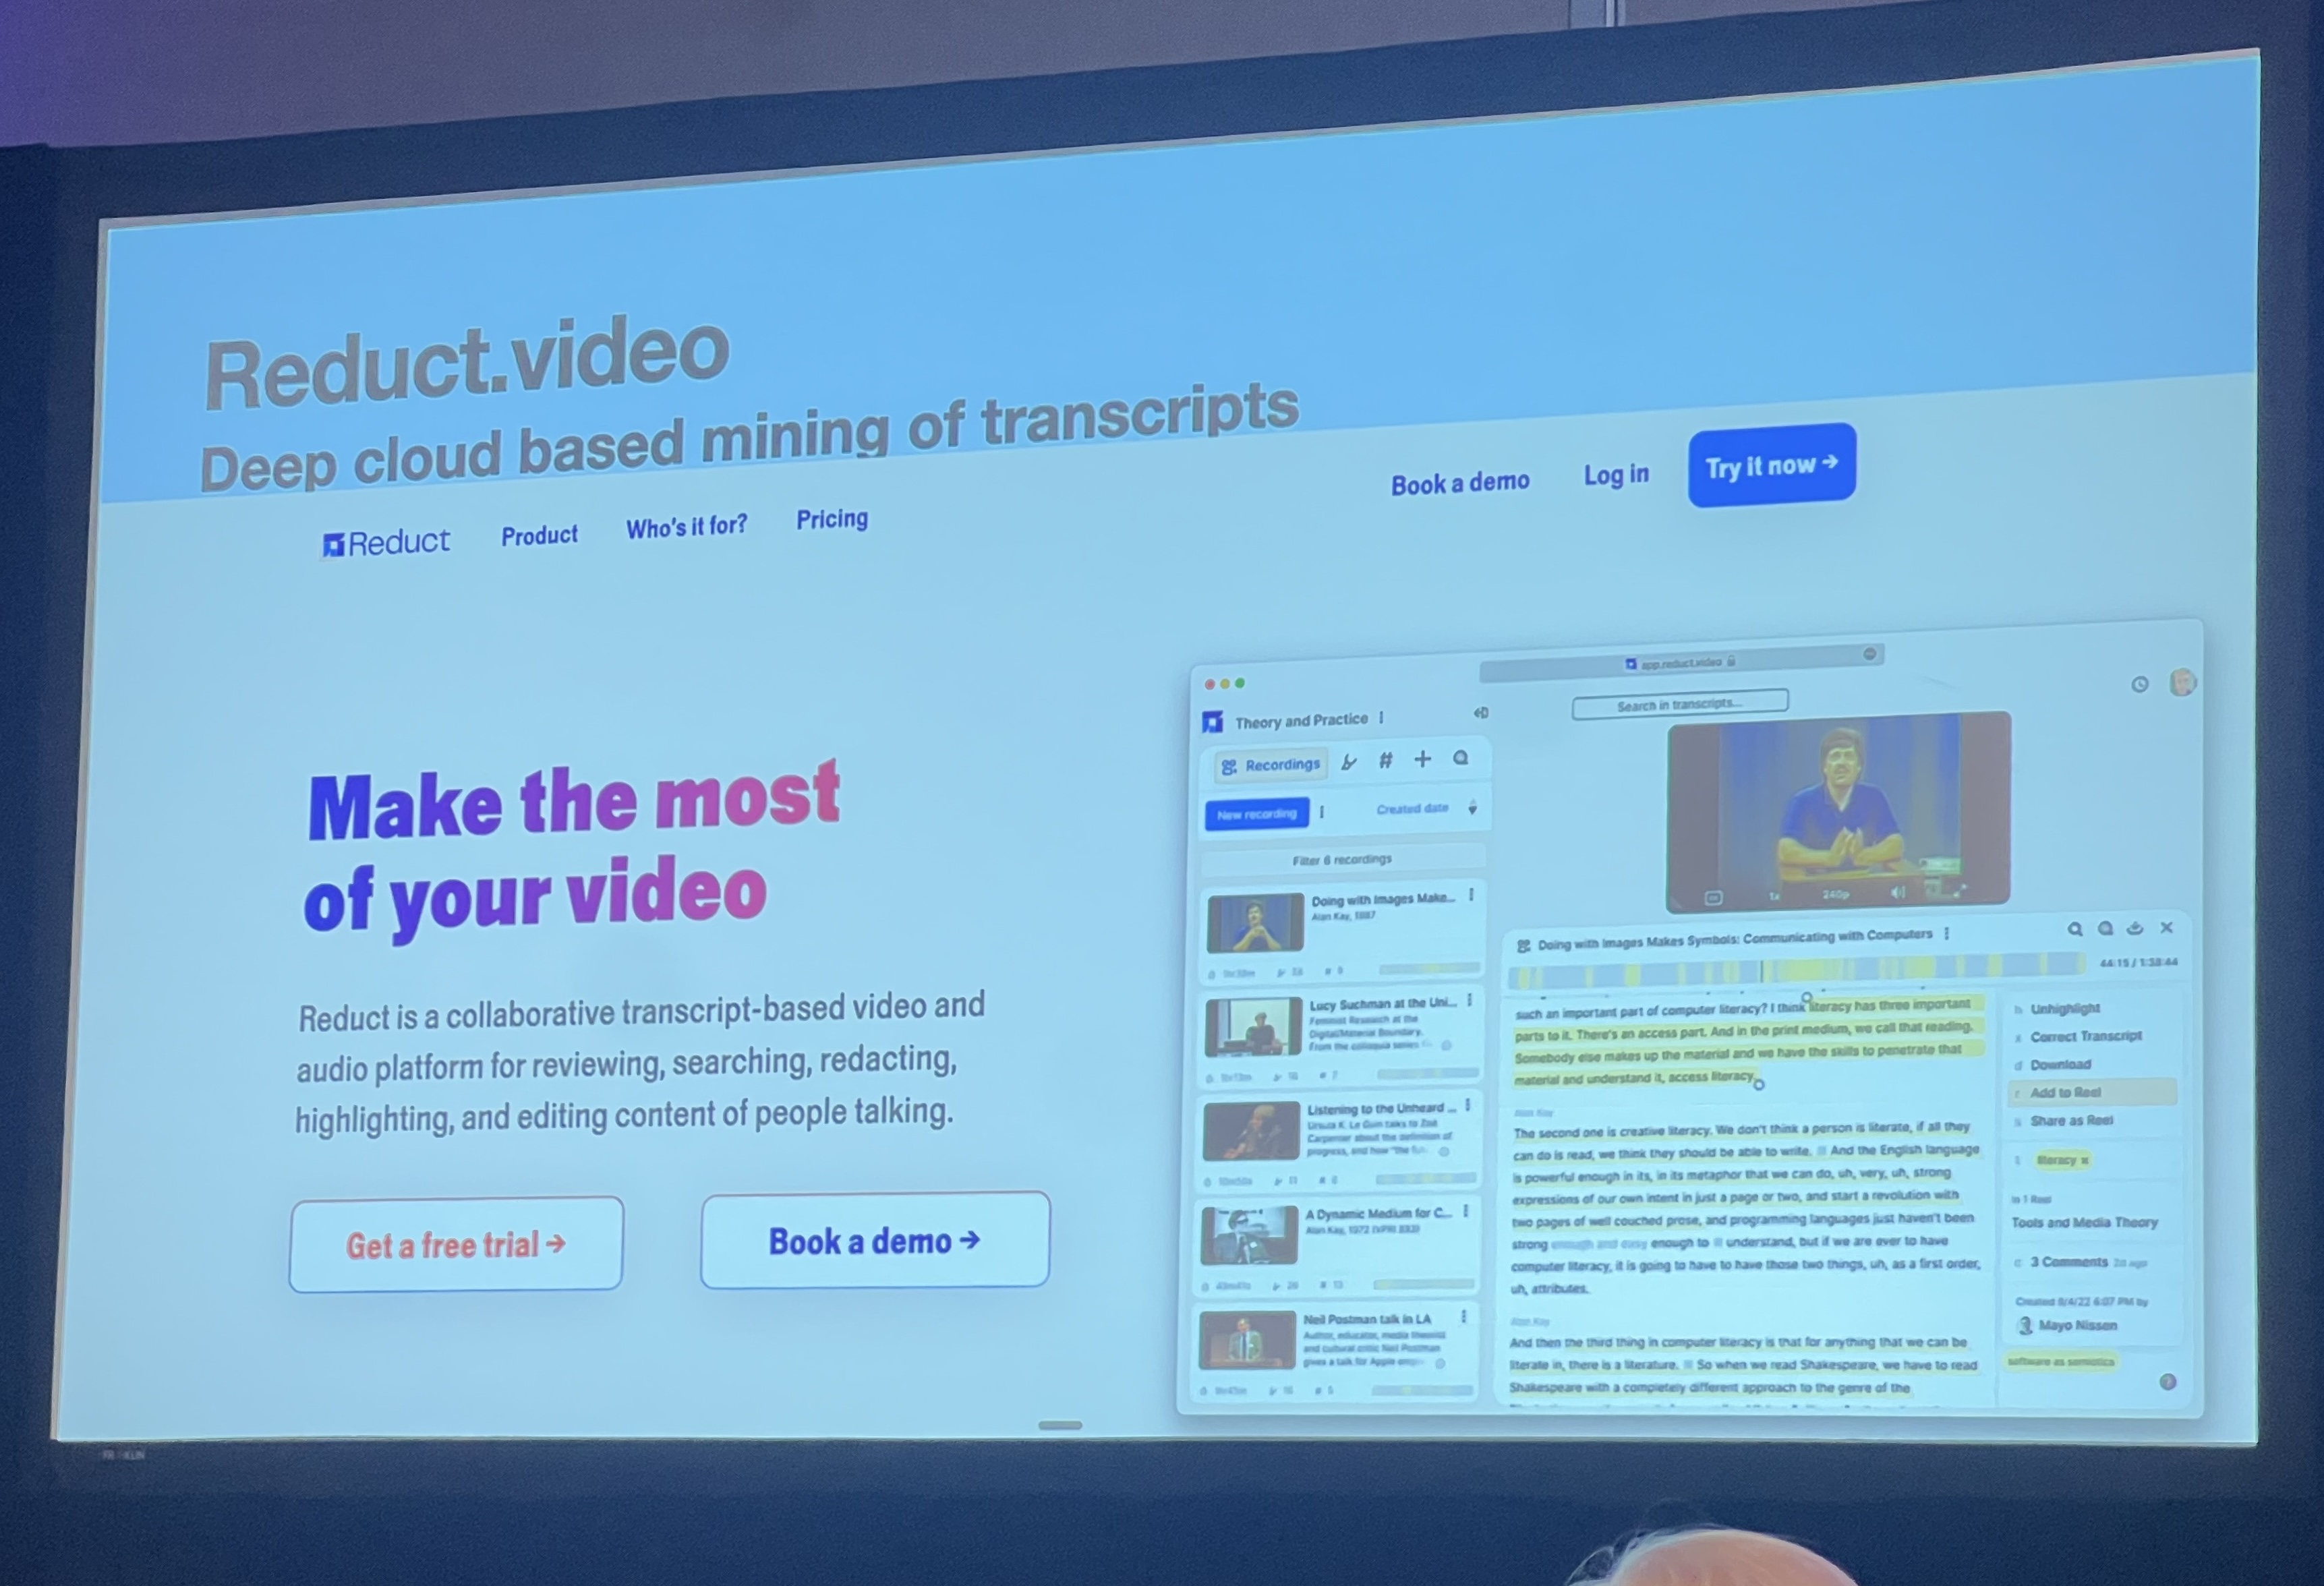 Reduct.video
Deep cloud based mining of transcripts
Reduct
Product
Who's it for?
Pricing
Book a demo
Log in
Try it now →
Make the most
of your video
Reduct is a collaborative transcript-based video and
audio platform for reviewing, searching, redacting,
highlighting, and editing content of people talking.
Get a free trial →
Book a demo →
app.reduct.video
Theory and Practice
Search in transcripts...
Recordings
New recording
Created date
Filter 6 recordings
Doing with Images Make...
Alan Kay, 1987
Lucy Suchman at the Uni...
Feminist Research at the
Digital/Material Boundary.
From the colloquia series
Listening to the Unheard ...
Ursula K. Le Guin talks to Zoë
Carpenter about the definition of
progress, and how "the
A Dynamic Medium for C...
Alan Kay, 1972
Neil Postman talk in LA
Author, educator, media theorist
and cultural critic Neil Postman
gives a talk for Apple
1x
240p
Doing with Images Makes Symbols: Communicating with Computers
44:15 / 1:38:44
such an important part of computer literacy? I think literacy has three important
parts to it. There's an access part. And in the print medium, we call that reading.
Somebody else makes up the material and we have the skills to penetrate that
material and understand it, access literacy.
Alan Kay
The second one is creative literacy. We don't think a person is literate, if all they
can do is read, we think they should be able to write. And the English language
is powerful enough in its, in its metaphor that we can do, uh, very, uh, strong
expressions of our own intent in just a page or two, and start a revolution with
two pages of well couched prose, and programming languages just haven't been
strong enough and easy enough to understand, but if we are ever to have
computer literacy, it is going to have to have those two things, uh, as a first order,
uh, attributes.
Alan Kay
And then the third thing in computer literacy is that for anything that we can be
literate in, there is a literature. So when we read Shakespeare, we have to read
Shakespeare with a completely different approach to the genre of the
Unhighlight
Correct Transcript
Download
Add to Reel
Share as Reel
literacy x
In 1 Reel
Tools and Media Theory
3 Comments 2d ago
Created 9/4/22 6:07 PM by
Mayo Nissen
software as semiotics